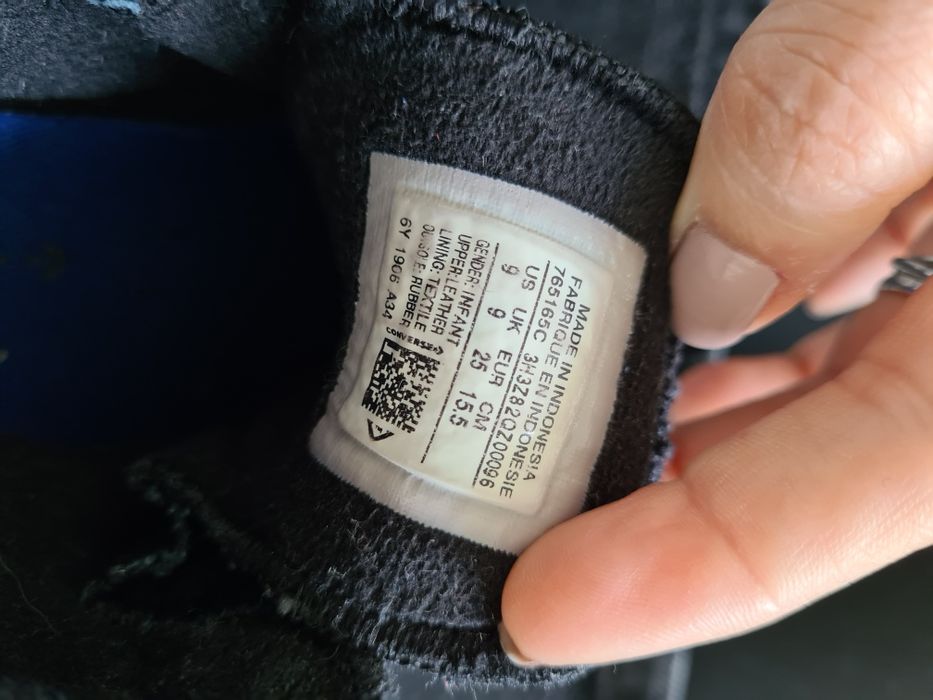 MADE IN INDONESIA
FABRIQUE EN INDONESIE
765165C 3H3Z82QZ00096
US UK EUR CM
9 9 25 15.5
GENDER: INFANT
UPPER:LEATHER
LINING: TEXTILE
OUTSOLE: RUBBER
6Y 1906 A34
CONVERSE